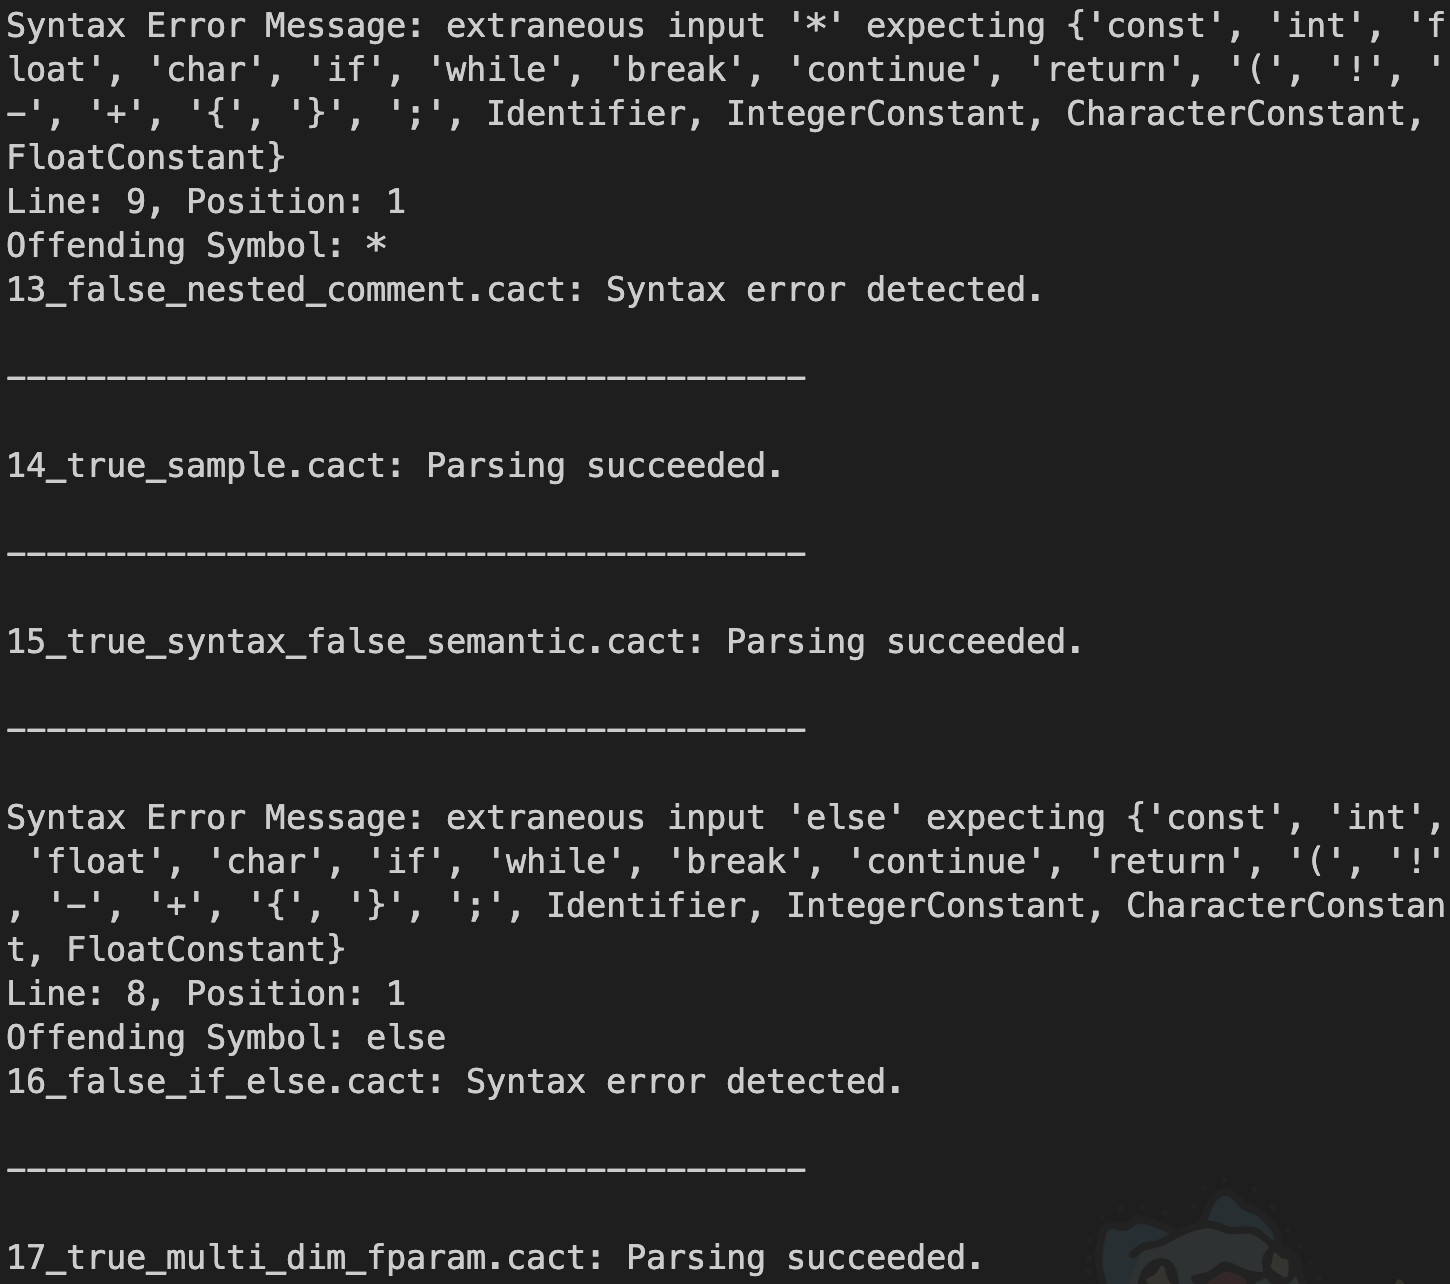 Syntax Error Message: extraneous input '*' expecting {'const', 'int', 'f
loat', 'char', 'if', 'while', 'break', 'continue', 'return', '(', '!', '
-', '+', '{', '}', ';', Identifier, IntegerConstant, CharacterConstant,
FloatConstant}
Line: 9, Position: 1
Offending Symbol: *
13_false_nested_comment.cact: Syntax error detected.
----------------------------------------
14_true_sample.cact: Parsing succeeded.
----------------------------------------
15_true_syntax_false_semantic.cact: Parsing succeeded.
----------------------------------------
Syntax Error Message: extraneous input 'else' expecting {'const', 'int',
 'float', 'char', 'if', 'while', 'break', 'continue', 'return', '(', '!'
, '-', '+', '{', '}', ';', Identifier, IntegerConstant, CharacterConstan
t, FloatConstant}
Line: 8, Position: 1
Offending Symbol: else
16_false_if_else.cact: Syntax error detected.
----------------------------------------
17_true_multi_dim_fparam.cact: Parsing succeeded.